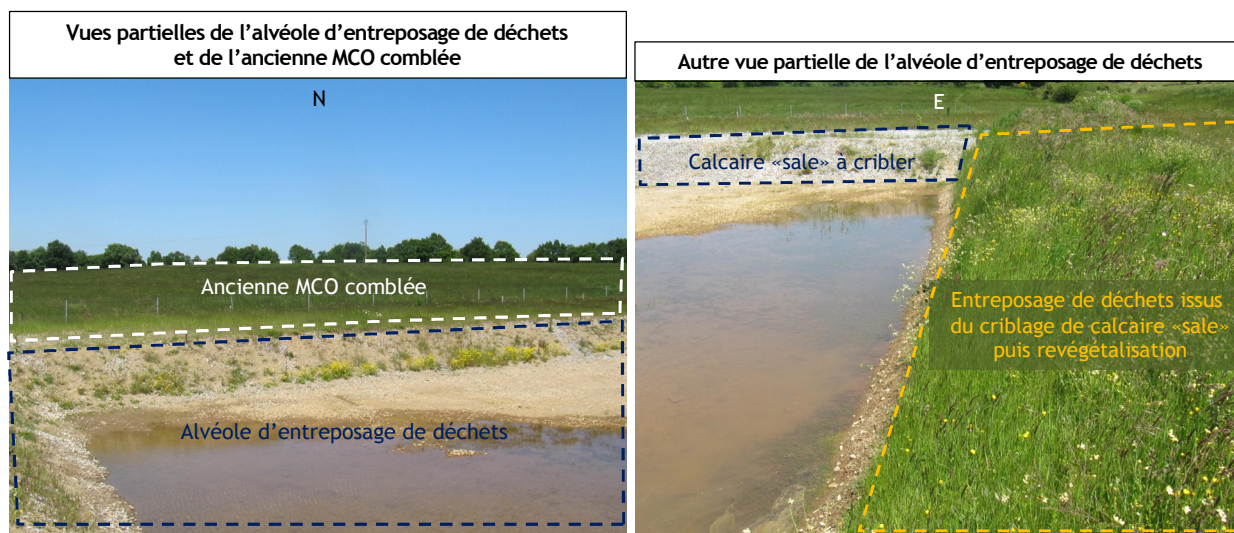 Vues partielles de l’alvéole d’entreposage de déchets
et de l’ancienne MCO comblée
N
Ancienne MCO comblée
Alvéole d’entreposage de déchets
Autre vue partielle de l’alvéole d’entreposage de déchets
E
Calcaire «sale» à cribler
Entreposage de déchets issus
du criblage de calcaire «sale»
puis revégétalisation